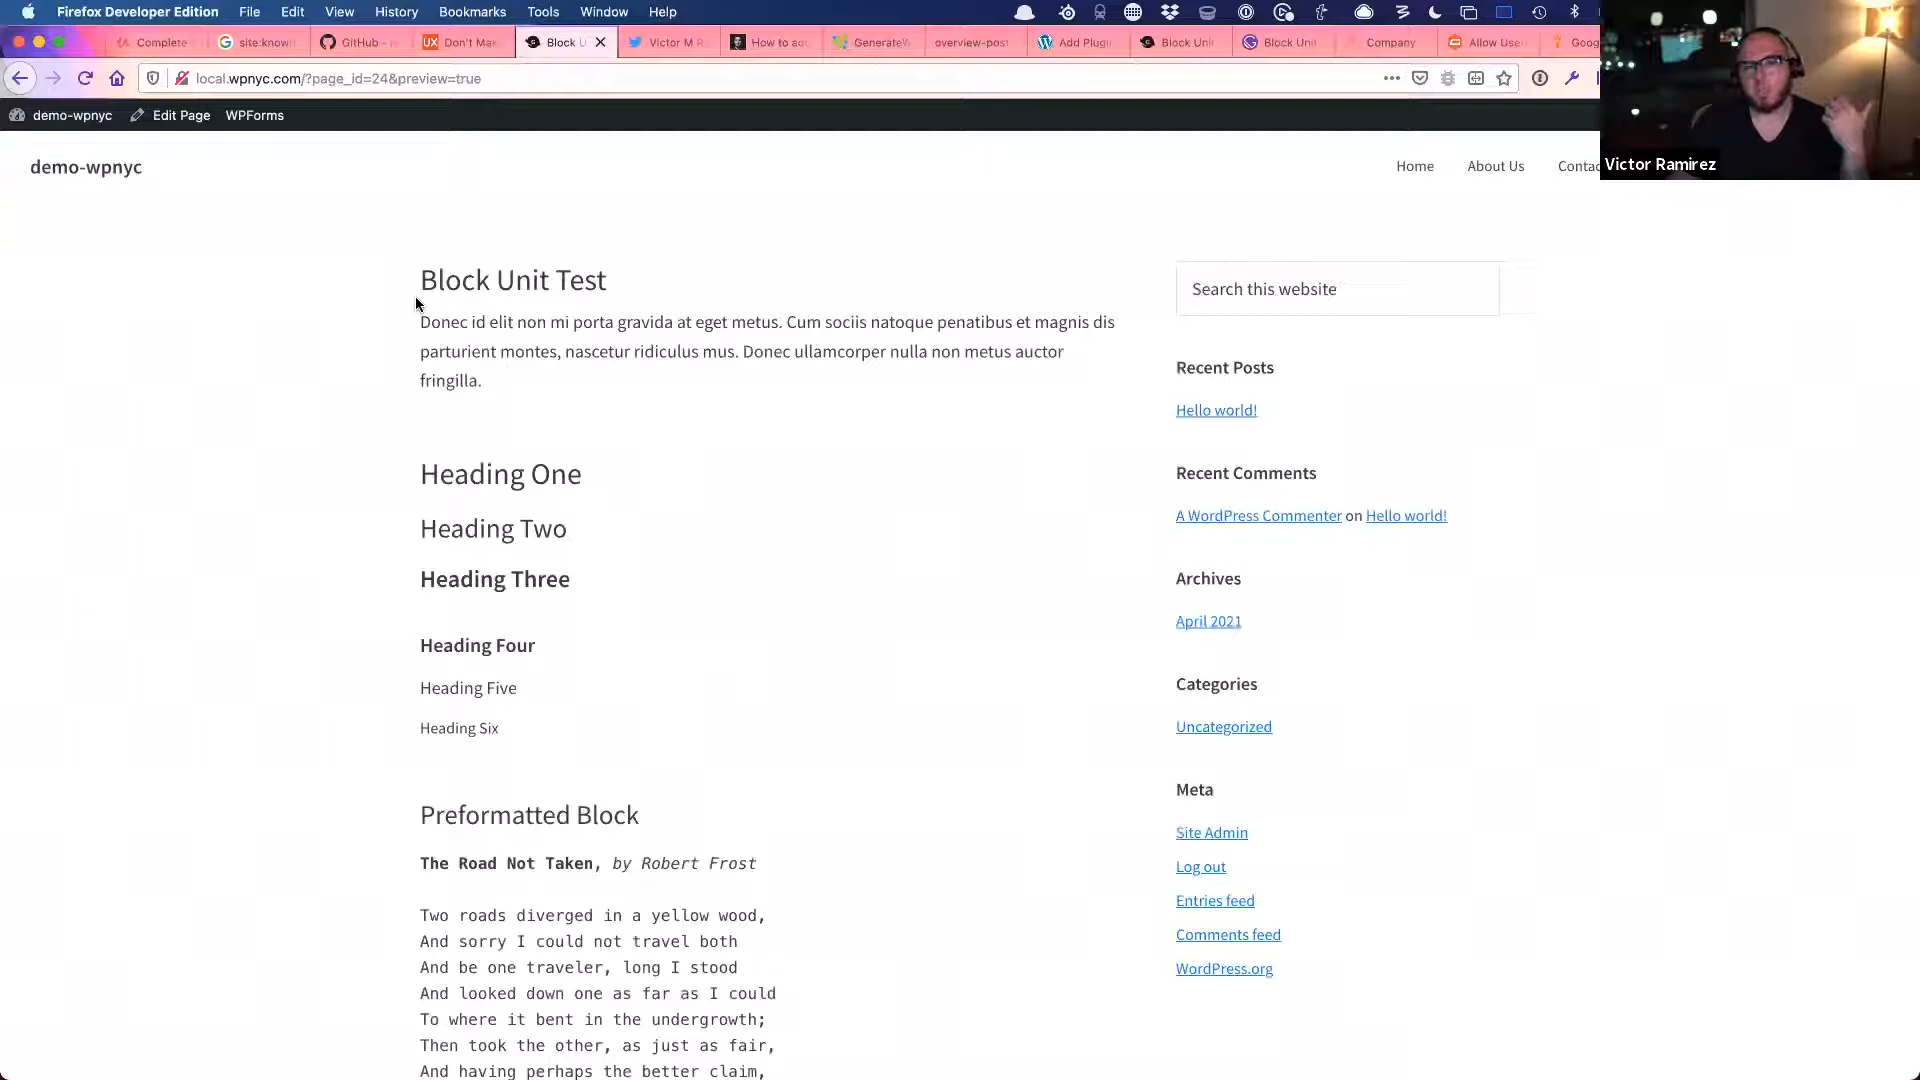 Firefox Developer Edition File Edit View History Bookmarks Tools Window Help
Complete site:know GitHub - Don't Mak Block U Victor M R How to ad GenerateW overview-post Add Plugi Block Unit Block Unit Company Allow User Goog
local.wpnyc.com/?page_id=24&preview=true
demo-wpnyc Edit Page WPForms
Victor Ramirez
demo-wpnyc
Home About Us Contac
Block Unit Test
Donec id elit non mi porta gravida at eget metus. Cum sociis natoque penatibus et magnis dis
parturient montes, nascetur ridiculus mus. Donec ullamcorper nulla non metus auctor
fringilla.
Heading One
Heading Two
Heading Three
Heading Four
Heading Five
Heading Six
Preformatted Block
The Road Not Taken, by Robert Frost
Two roads diverged in a yellow wood,
And sorry I could not travel both
And be one traveler, long I stood
And looked down one as far as I could
To where it bent in the undergrowth;
Then took the other, as just as fair,
And having perhaps the better claim,
Search this website
Recent Posts
Hello world!
Recent Comments
A WordPress Commenter on Hello world!
Archives
April 2021
Categories
Uncategorized
Meta
Site Admin
Log out
Entries feed
Comments feed
WordPress.org